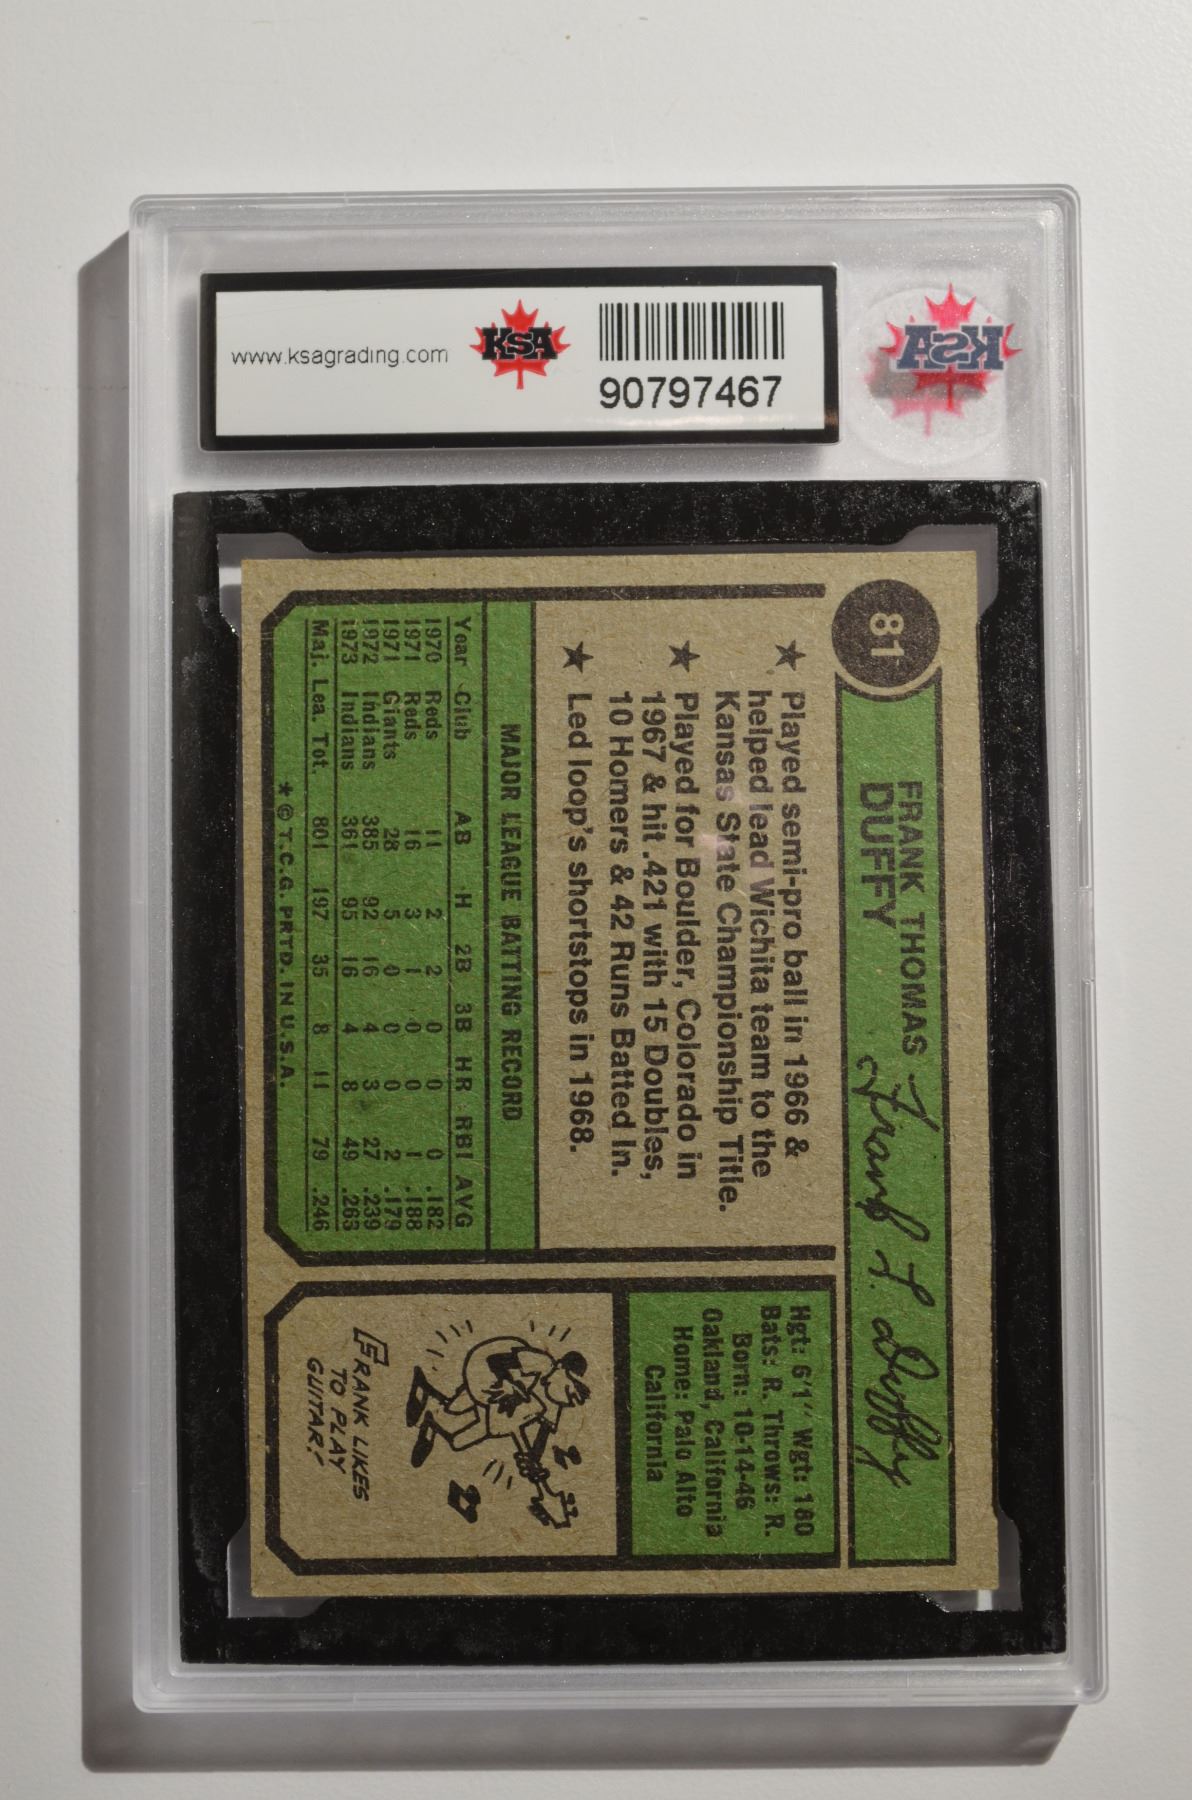 www.ksagrading.com
KSA
90797467
KSA
81
FRANK THOMAS
DUFFY
Frank T. Duffy
★ Played semi-pro ball in 1966 &
helped lead Wichita team to the
Kansas State Championship Title.
★ Played for Boulder, Colorado in
1967 & hit .421 with 15 Doubles,
10 Homers & 42 Runs Batted In.
★ Led loop's shortstops in 1968.
MAJOR LEAGUE BATTING RECORD
Year Club AB H 2B 3B HR RBI AVG
1970 Reds 11 2 2 0 0 0 .182
1971 Reds 16 3 1 0 0 1 .188
1971 Giants 28 5 0 0 0 2 .179
1972 Indians 385 92 16 4 3 27 .239
1973 Indians 361 95 16 4 8 49 .263
Maj. Lea. Tot. 801 197 35 8 11 79 .246
*©T.C.G. PRTD. IN U.S.A.
Hgt: 6'1" Wgt: 180
Bats: R. Throws: R.
Born: 10-14-46
Oakland, California
Home: Palo Alto
California
FRANK LIKES
TO PLAY
GUITAR!